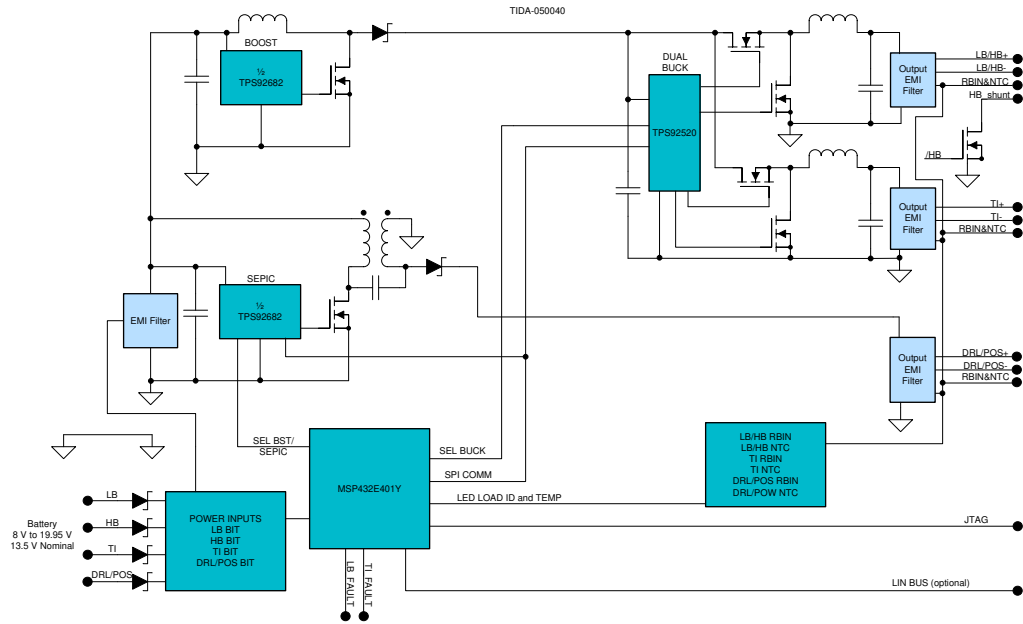 TIDA-050040
BOOST
½
TPS92682
DUAL
BUCK
TPS92520
Output
EMI
Filter
LB/HB+
LB/HB-
RBIN&NTC
HB_shunt
/HB
Output
EMI
Filter
TI+
TI-
RBIN&NTC
SEPIC
½
TPS92682
EMI Filter
Output
EMI
Filter
DRL/POS+
DRL/POS-
RBIN&NTC
SEL BST/
SEPIC
MSP432E401Y
SEL BUCK
SPI COMM
LED LOAD ID and TEMP
LB/HB RBIN
LB/HB NTC
TI RBIN
TI NTC
DRL/POS RBIN
DRL/POW NTC
JTAG
LIN BUS (optional)
Battery
8 V to 19.95 V
13.5 V Nominal
LB
HB
TI
DRL/POS
POWER INPUTS
LB BIT
HB BIT
TI BIT
DRL/POS BIT
LB_FAULT
TI_FAULT